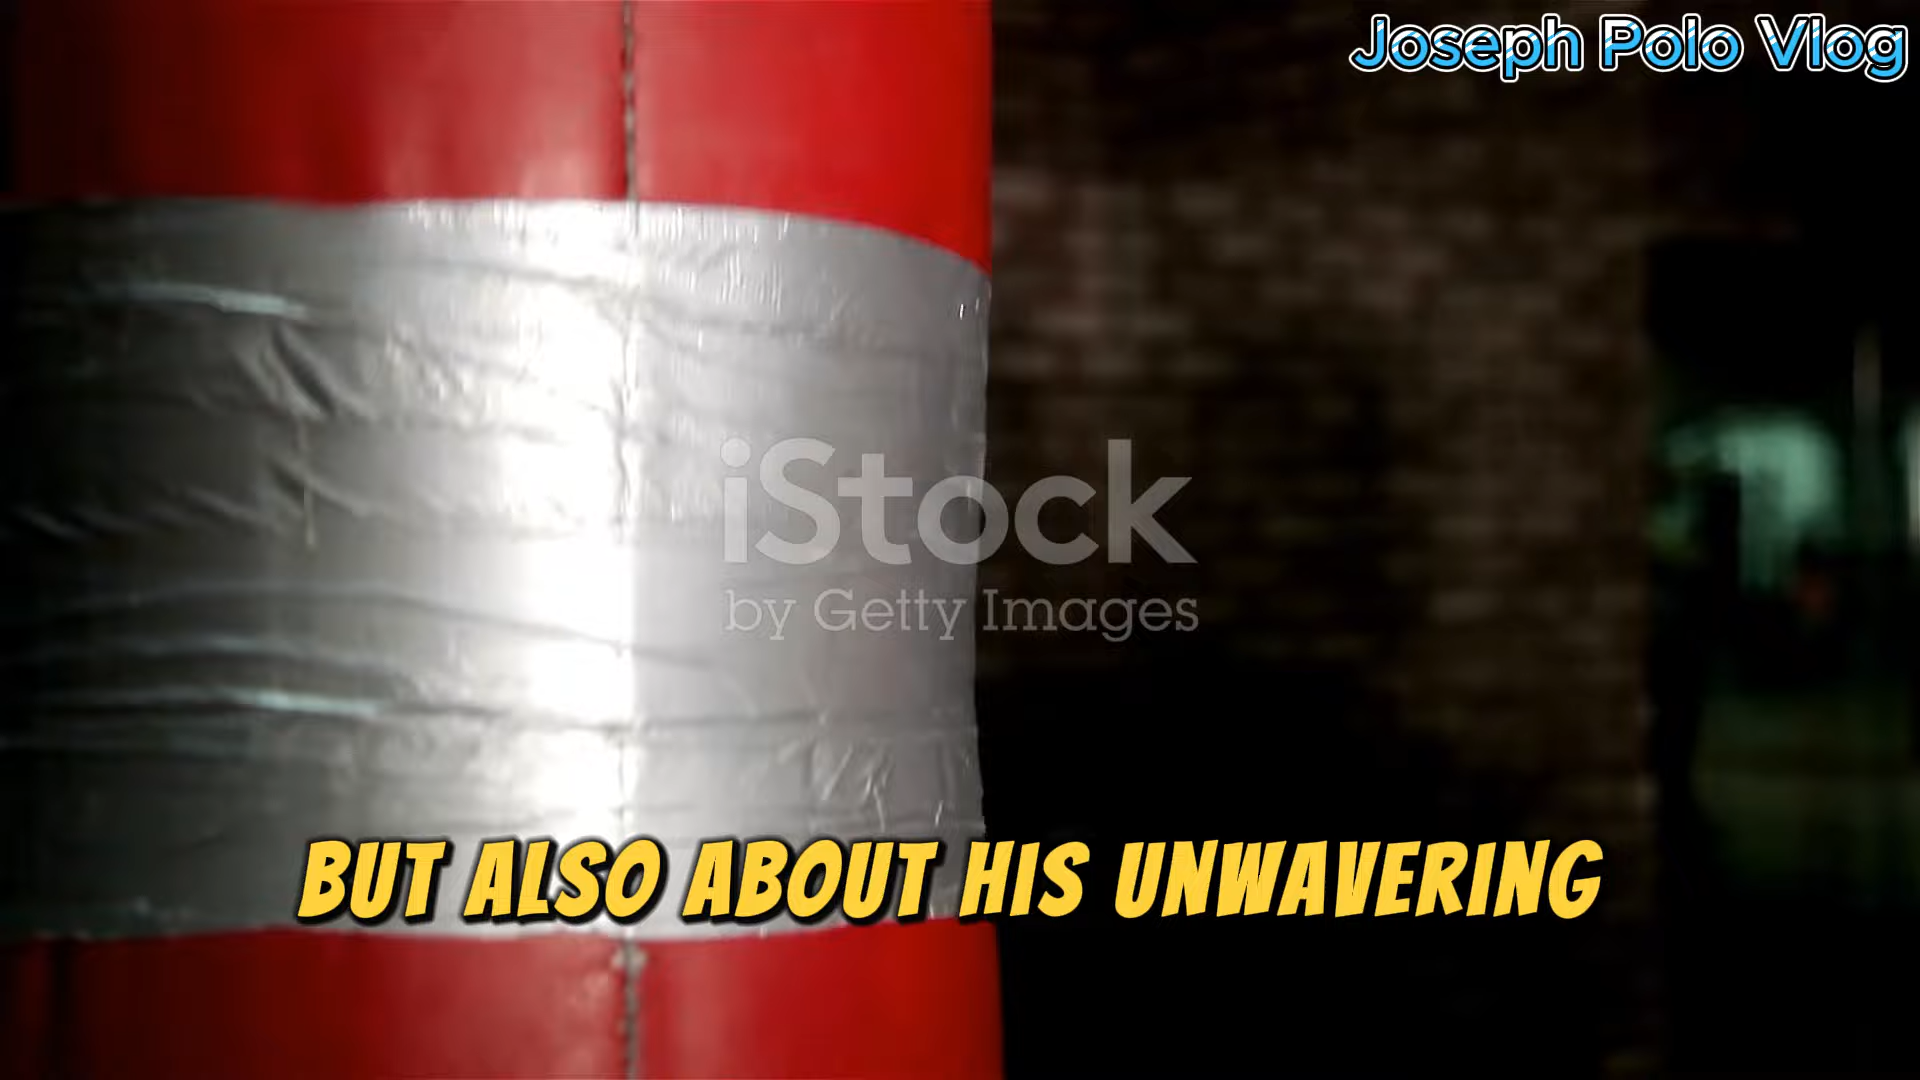 Joseph Polo Vlog
iStock
by Getty Images
BUT ALSO ABOUT HIS UNWAVERING